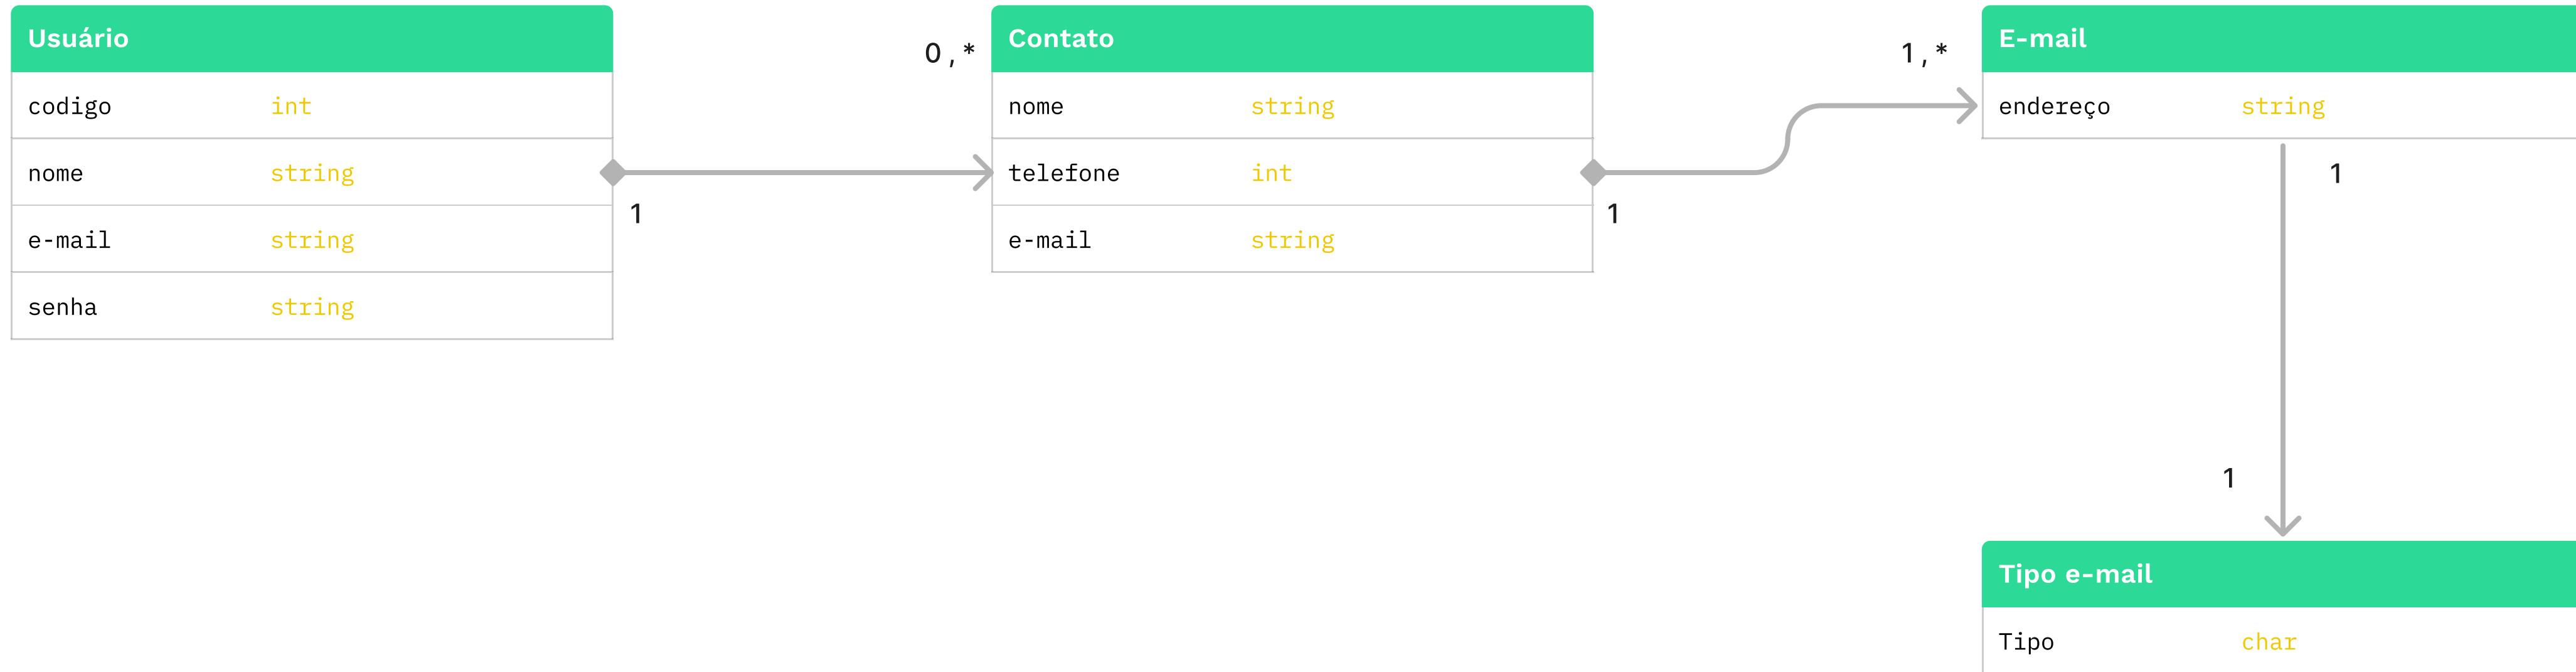 Usuário
codigo int
nome string
e-mail string
senha string
1
0 , *
Contato
nome string
telefone int
e-mail string
1
1 , *
E-mail
endereço string
1
1
Tipo e-mail
Tipo char